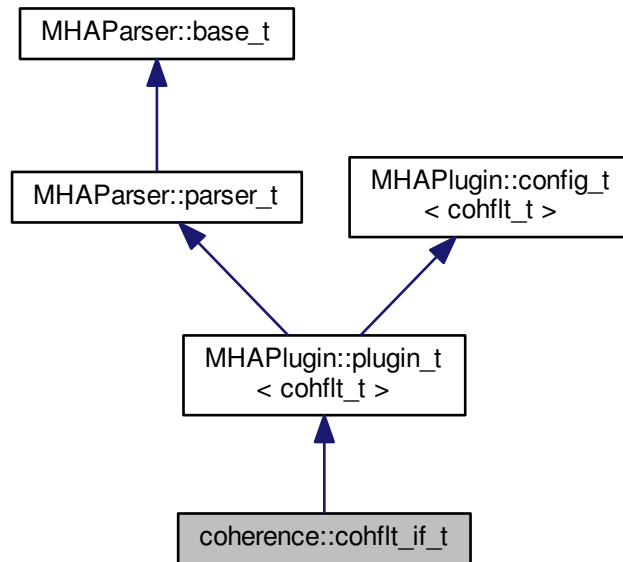 MHAParser::base_t
MHAParser::parser_t
MHAPlugin::config_t
< cohflt_t >
MHAPlugin::plugin_t
< cohflt_t >
coherence::cohflt_if_t